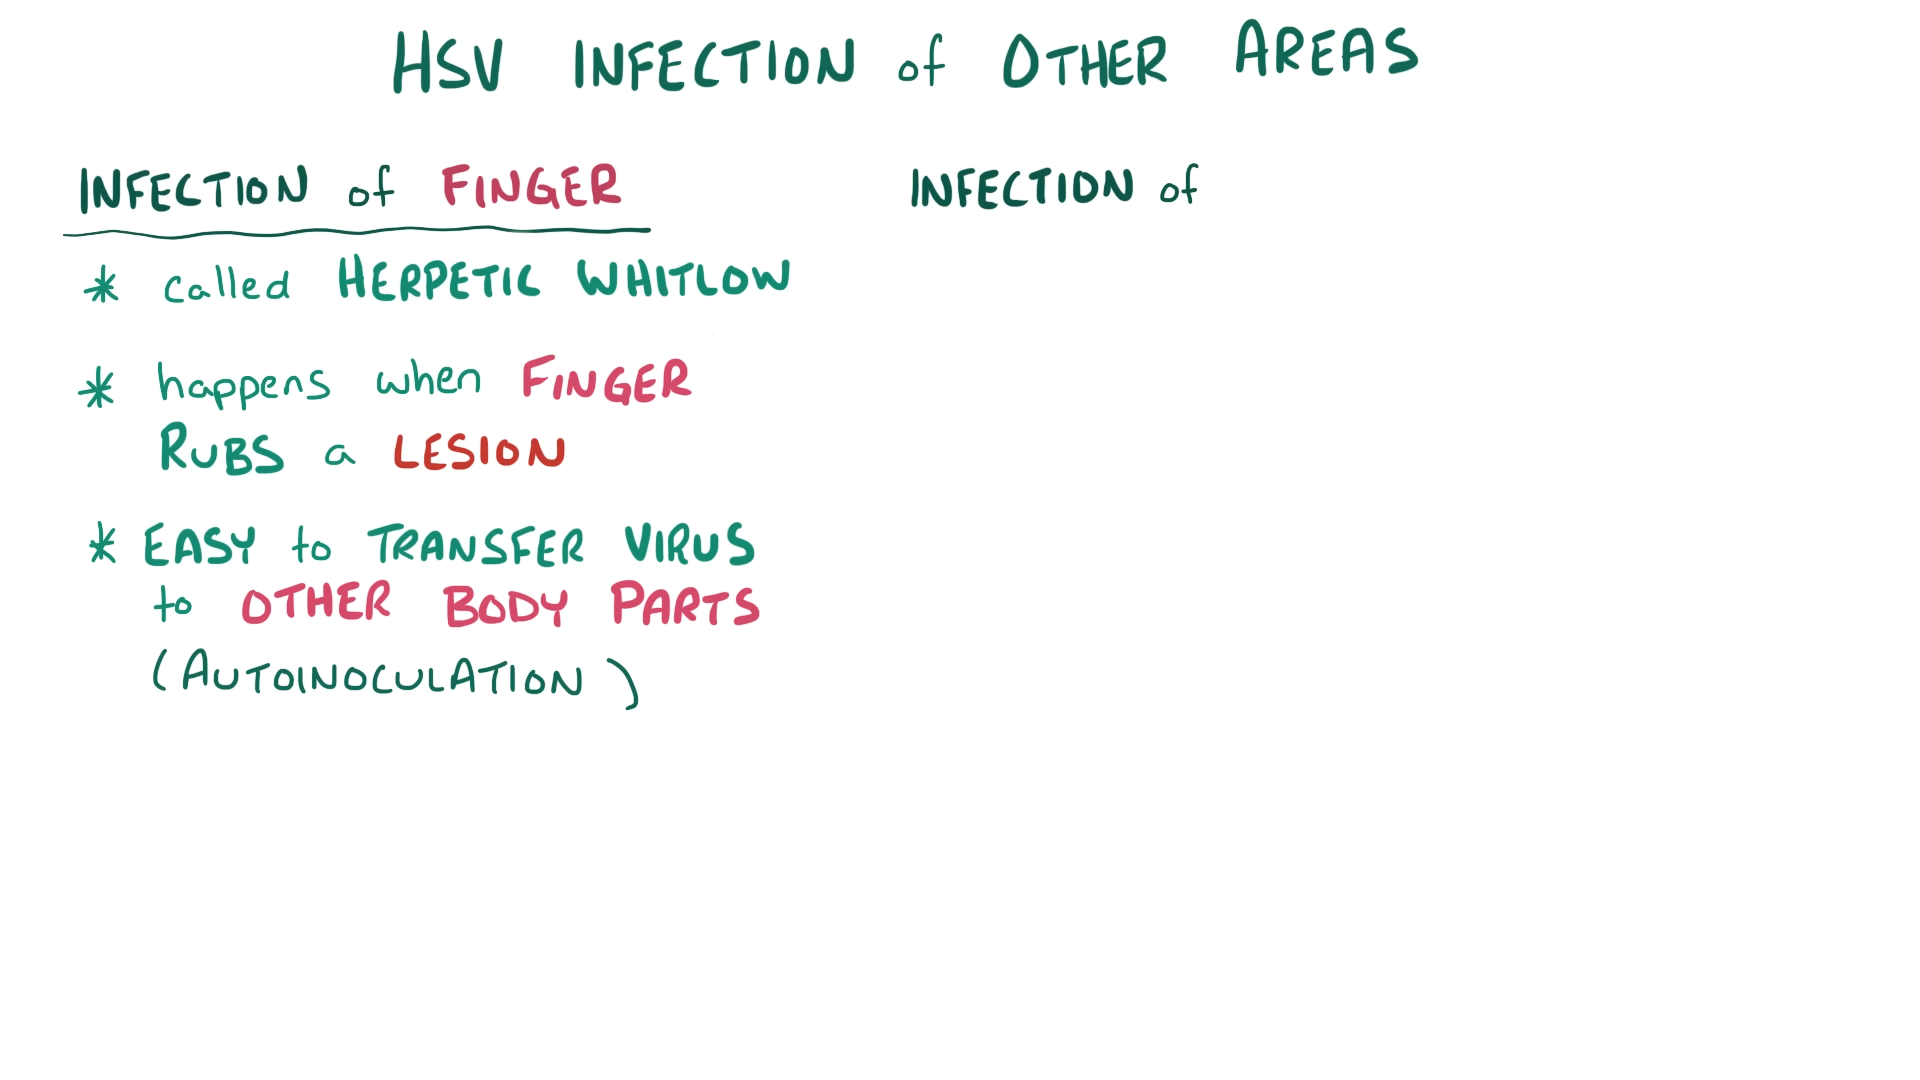 HSV INFECTION of OTHER AREAS
INFECTION of FINGER
* called HERPETIC WHITLOW
* happens when FINGER
RUBS a LESION
* EASY to TRANSFER VIRUS
to OTHER BODY PARTS
(AUTOINOCULATION)
INFECTION of